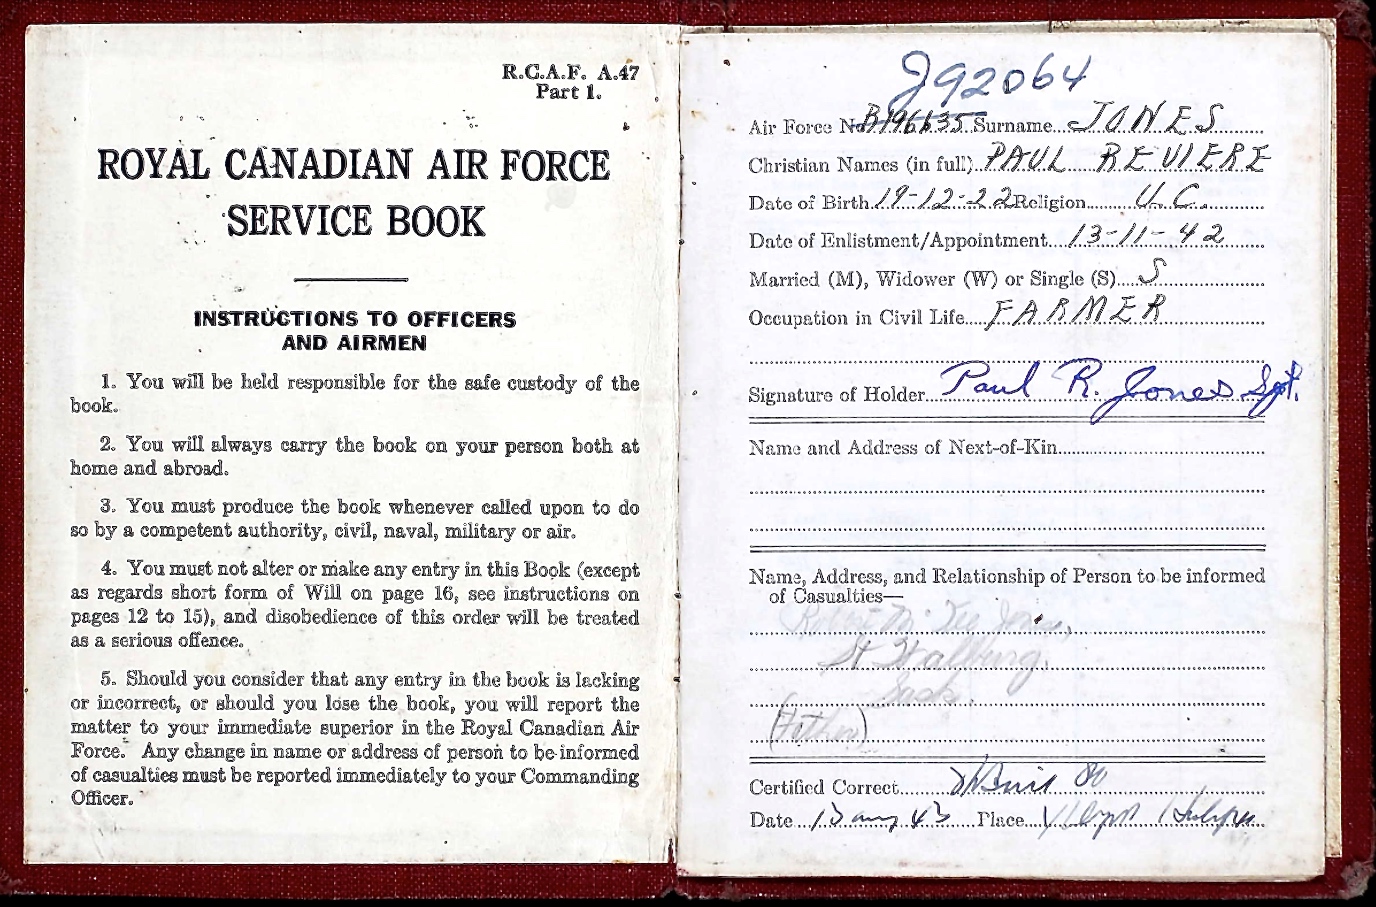 R.C.A.F. A.47
Part 1.
ROYAL CANADIAN AIR FORCE
SERVICE BOOK
INSTRUCTIONS TO OFFICERS
AND AIRMEN
1. You will be held responsible for the safe custody of the
book.
2. You will always carry the book on your person both at
home and abroad.
3. You must produce the book whenever called upon to do
so by a competent authority, civil, naval, military or air.
4. You must not alter or make any entry in this Book (except
as regards short form of Will on page 16, see instructions on
pages 12 to 15), and disobedience of this order will be treated
as a serious offence.
5. Should you consider that any entry in the book is lacking
or incorrect, or should you lose the book, you will report the
matter to your immediate superior in the Royal Canadian Air
Force. Any change in name or address of person to be informed
of casualties must be reported immediately to your Commanding
Officer.
J92064
Air Force No. R196635 Surname JONES
Christian Names (in full) PAUL REVIERE
Date of Birth 19-12-22 Religion U.C.
Date of Enlistment/Appointment 13-11-42
Married (M), Widower (W) or Single (S) S
Occupation in Civil Life FARMER
Signature of Holder Paul R. Jones Sgt.
Name and Address of Next-of-Kin
Name, Address, and Relationship of Person to be informed
of Casualties—
Robert Mc Jones,
St Walburg,
Sask.
(Father)
Certified Correct
Date 13 aug 43 Place